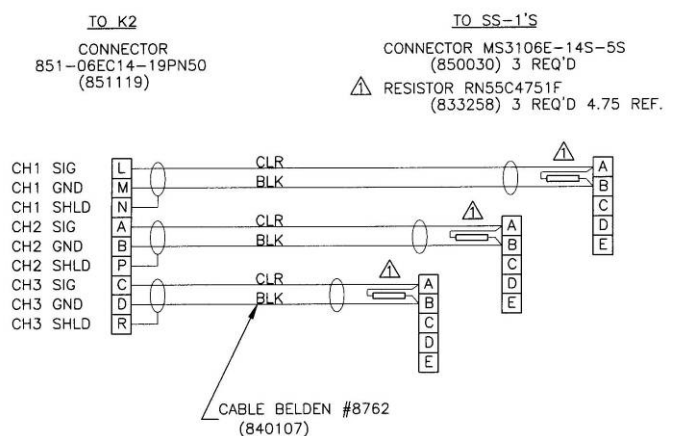 TO K2
CONNECTOR
851-06EC14-19PN50
(851119)
TO SS-1'S
CONNECTOR MS3106E-14S-5S
(850030) 3 REQ'D
1 RESISTOR RN55C4751F
(833258) 3 REQ'D 4.75 REF.
CH1 SIG L CLR 1 A
CH1 GND M BLK B
CH1 SHLD N C
D
E
CH2 SIG A CLR 1 A
CH2 GND B BLK B
CH2 SHLD P C
D
E
CH3 SIG C CLR 1 A
CH3 GND D BLK B
CH3 SHLD R C
D
E
CABLE BELDEN #8762
(840107)